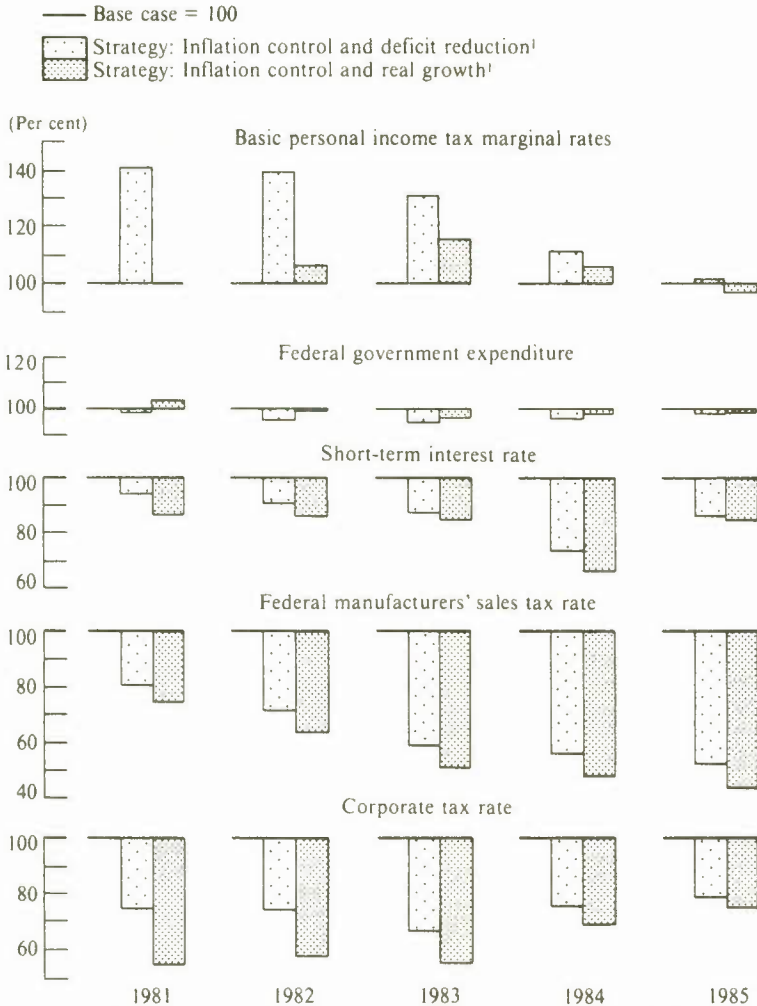 Base case = 100
Strategy: Inflation control and deficit reduction¹
Strategy: Inflation control and real growth¹
(Per cent)
Basic personal income tax marginal rates
140
120
100
Federal government expenditure
120
100
Short-term interest rate
100
80
60
Federal manufacturers' sales tax rate
100
80
60
40
Corporate tax rate
100
80
60
1981 1982 1983 1984 1985